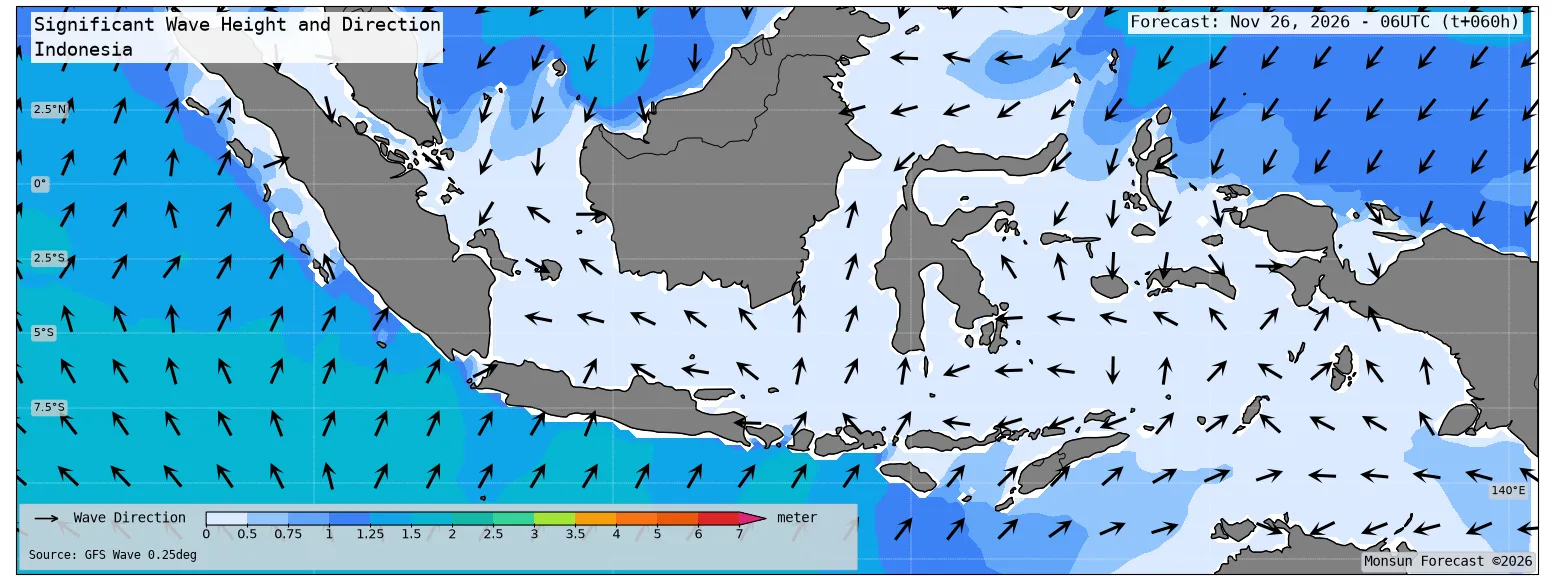 Significant Wave Height and Direction
Indonesia
Forecast: Nov 26, 2026 - 06UTC (t+060h)
2.5°N
0°
2.5°S
5°S
7.5°S
140°E
Wave Direction
meter
0 0.5 0.75 1 1.25 1.5 2 2.5 3 3.5 4 5 6 7
Source: GFS Wave 0.25deg
Monsun Forecast ©2026